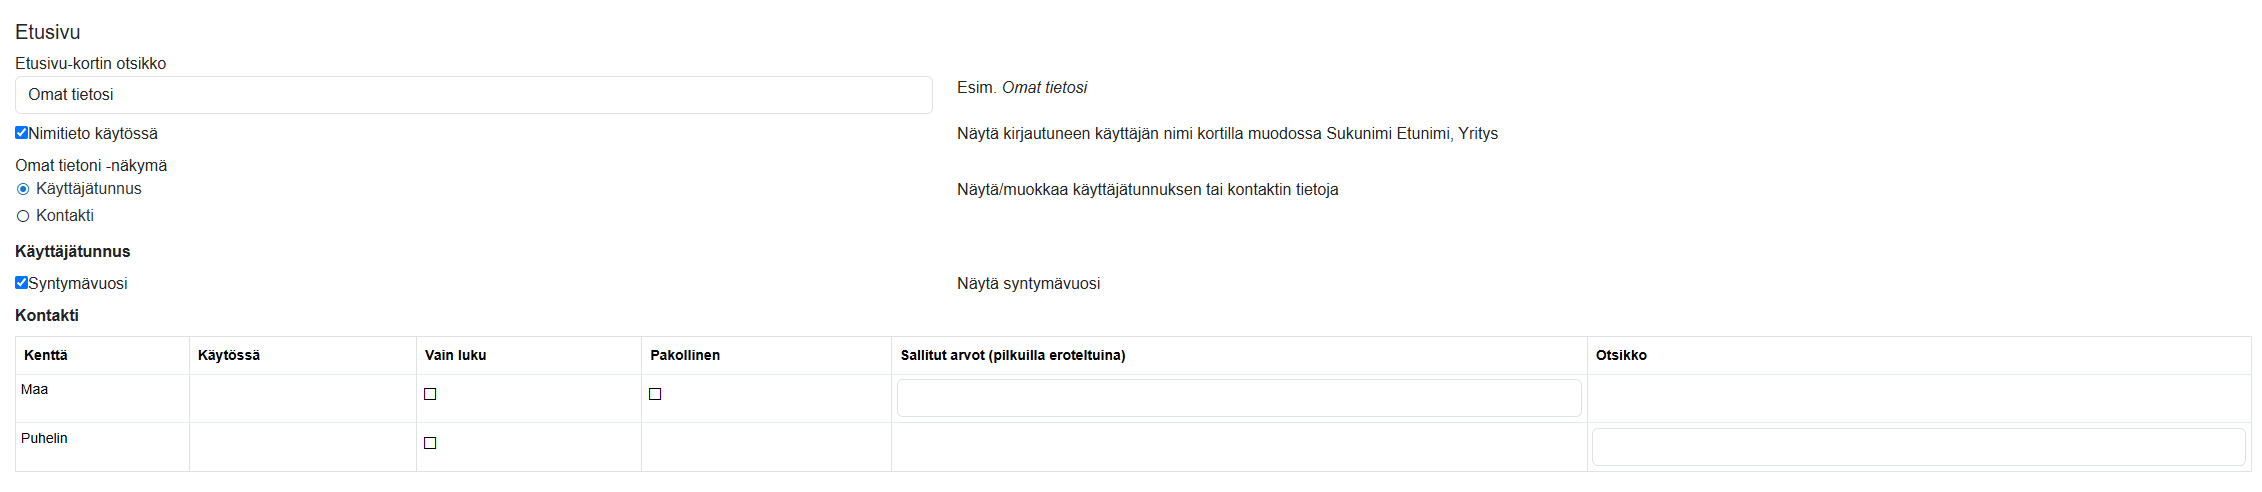 Etusivu
Etusivu-kortin otsikko
Omat tietosi
Esim. Omat tietosi
Nimitieto käytössä
Näytä kirjautuneen käyttäjän nimi kortilla muodossa Sukunimi Etunimi, Yritys
Omat tietoni -näkymä
Käyttäjätunnus
Näytä/muokkaa käyttäjätunnuksen tai kontaktin tietoja
Kontakti
Käyttäjätunnus
Syntymävuosi
Näytä syntymävuosi
Kontakti
Kenttä Käytössä Vain luku Pakollinen Sallitut arvot (pilkuilla eroteltuina) Otsikko
Maa
Puhelin